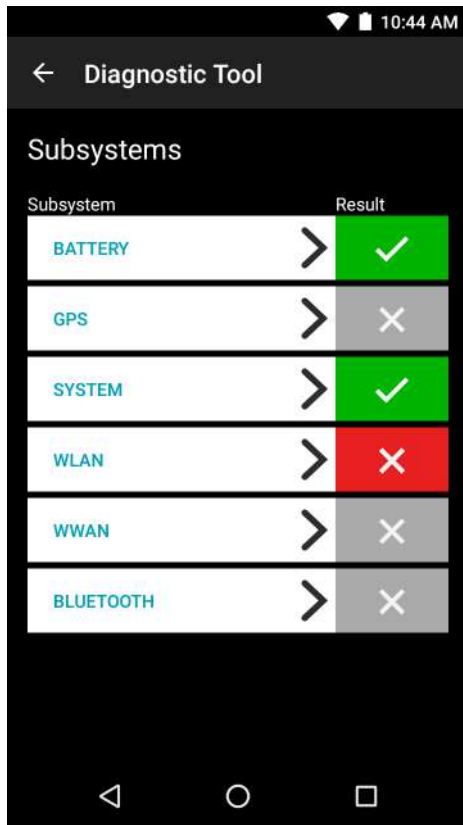 10:44 AM
Diagnostic Tool
Subsystems
Subsystem Result
BATTERY
GPS
SYSTEM
WLAN
WWAN
BLUETOOTH